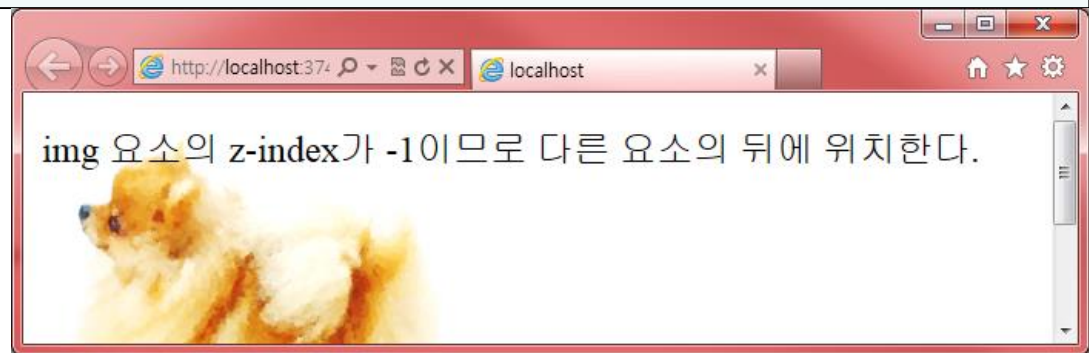 http://localhost:374
localhost
img 요소의 z-index가 -1이므로 다른 요소의 뒤에 위치한다.